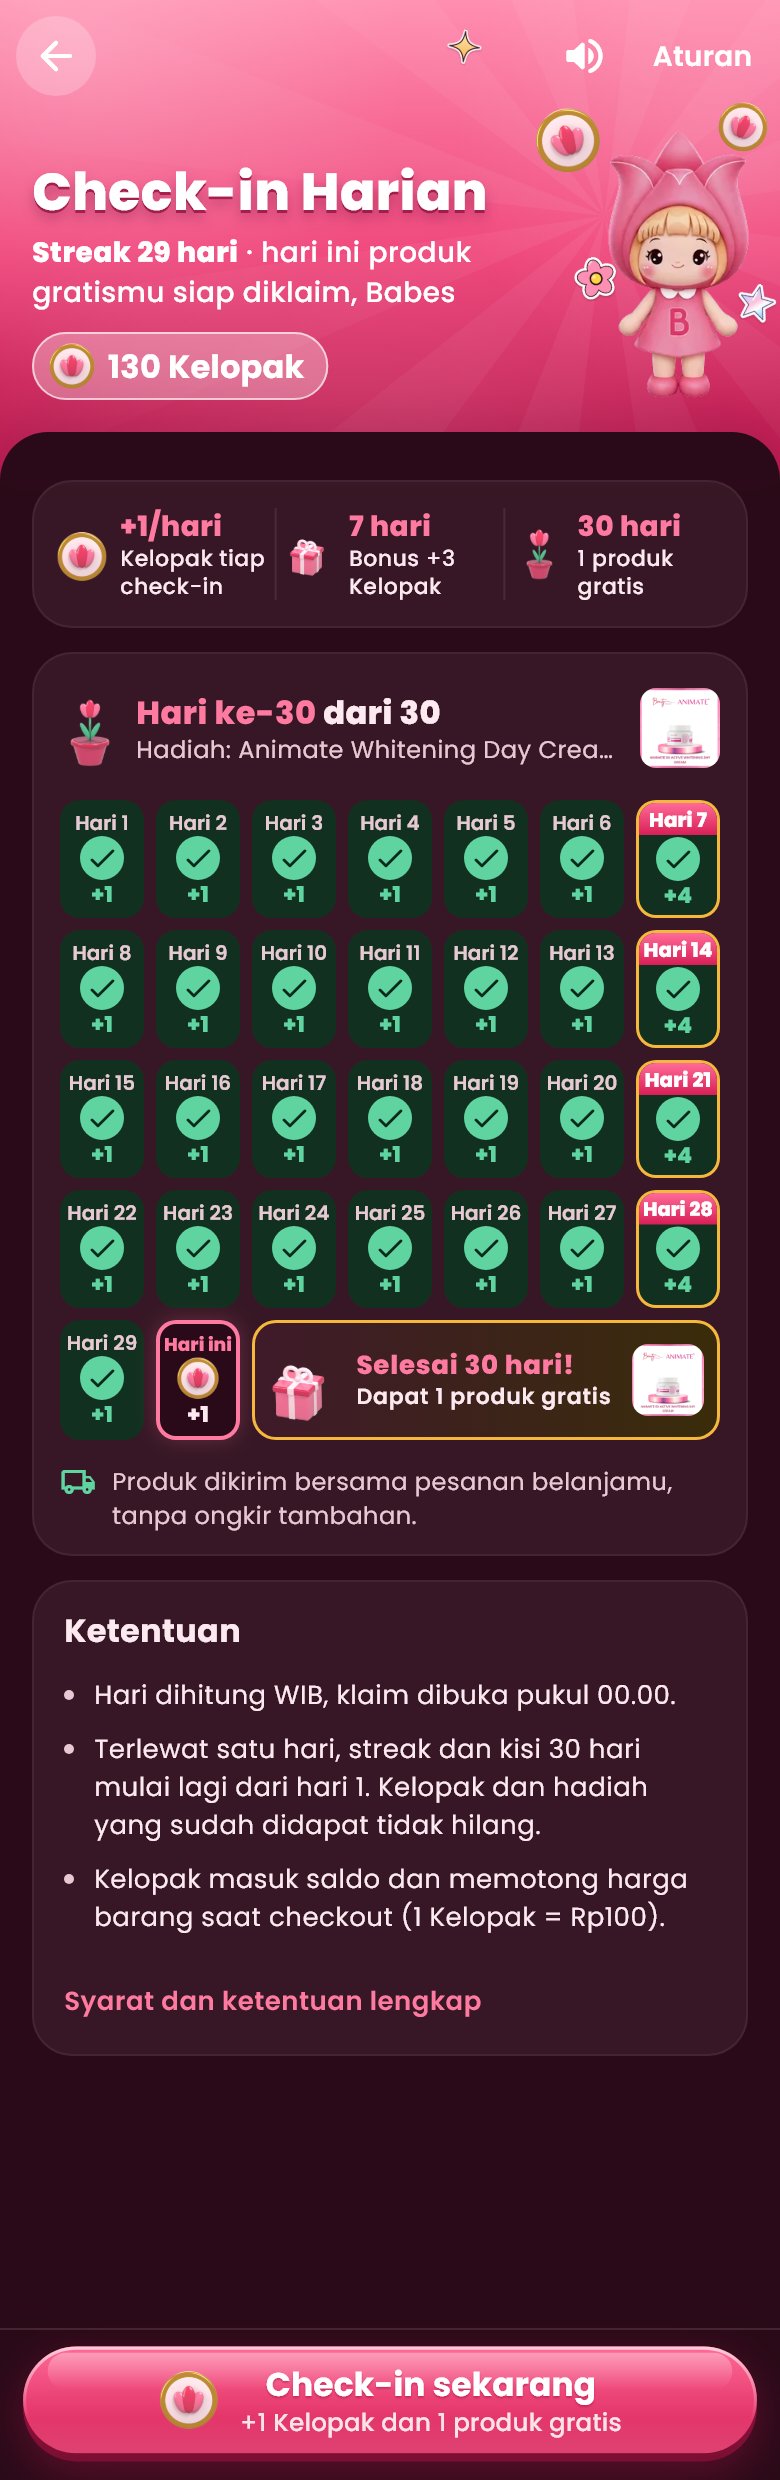 Aturan
Check-in Harian
Streak 29 hari · hari ini produk
gratismu siap diklaim, Babes
130 Kelopak
B
+1/hari
Kelopak tiap
check-in
7 hari
Bonus +3
Kelopak
30 hari
1 produk
gratis
Hari ke-30 dari 30
Hadiah: Animate Whitening Day Crea...
ANIMATE
Hari 1 Hari 2 Hari 3 Hari 4 Hari 5 Hari 6 Hari 7
+1 +1 +1 +1 +1 +1 +4
Hari 8 Hari 9 Hari 10 Hari 11 Hari 12 Hari 13 Hari 14
+1 +1 +1 +1 +1 +1 +4
Hari 15 Hari 16 Hari 17 Hari 18 Hari 19 Hari 20 Hari 21
+1 +1 +1 +1 +1 +1 +4
Hari 22 Hari 23 Hari 24 Hari 25 Hari 26 Hari 27 Hari 28
+1 +1 +1 +1 +1 +1 +4
Hari 29 Hari ini
+1 +1
Selesai 30 hari!
Dapat 1 produk gratis
ANIMATE
Produk dikirim bersama pesanan belanjamu,
tanpa ongkir tambahan.
Ketentuan
• Hari dihitung WIB, klaim dibuka pukul 00.00.
• Terlewat satu hari, streak dan kisi 30 hari
mulai lagi dari hari 1. Kelopak dan hadiah
yang sudah didapat tidak hilang.
• Kelopak masuk saldo dan memotong harga
barang saat checkout (1 Kelopak = Rp100).
Syarat dan ketentuan lengkap
Check-in sekarang
+1 Kelopak dan 1 produk gratis